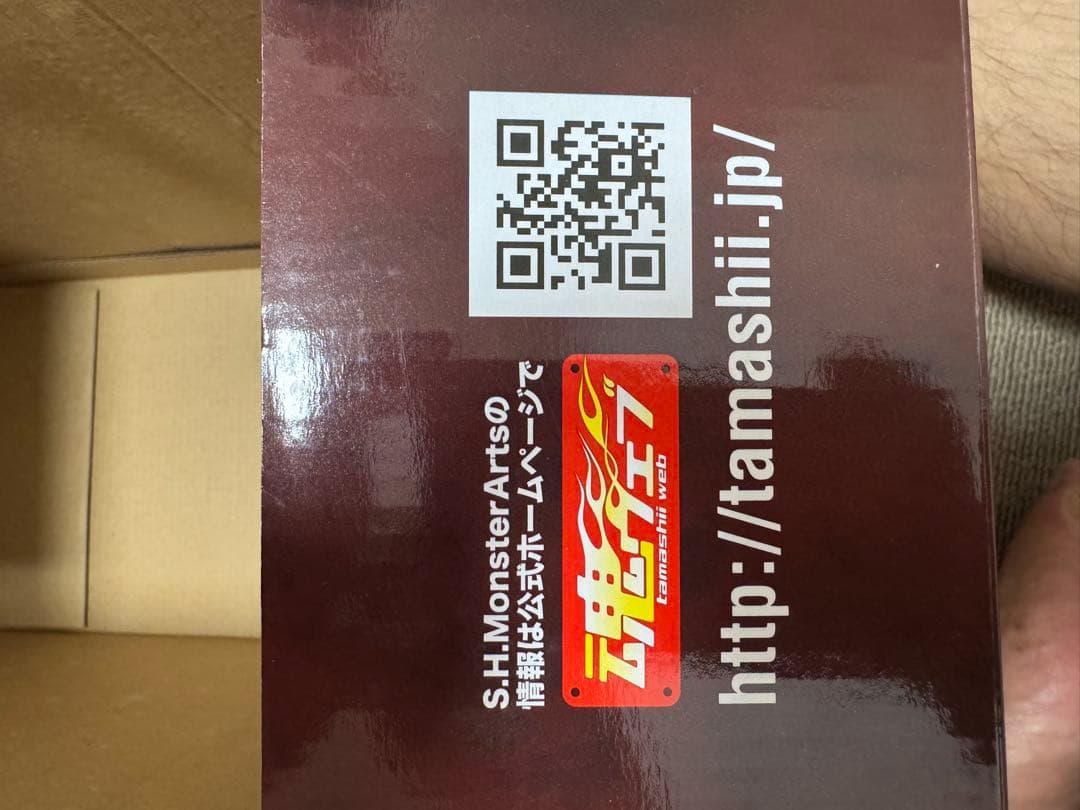 S.H.MonsterArtsの
情報は公式ホームページで
魂ウェブ
tamashii web
http://tamashii.jp/